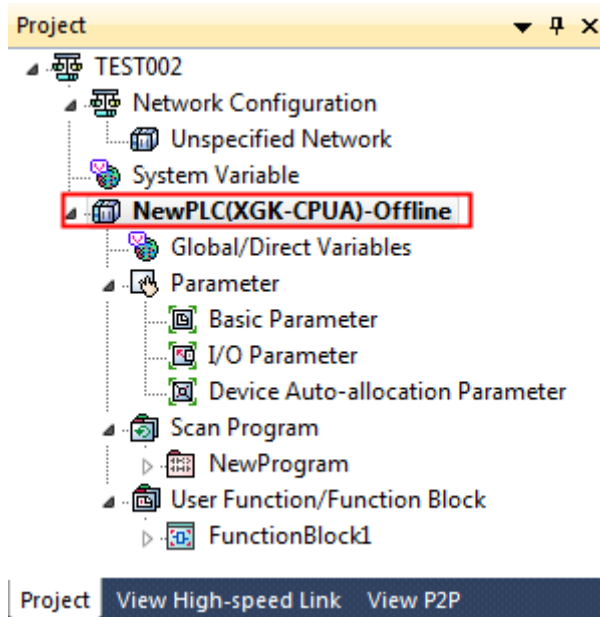 Project
TEST002
Network Configuration
Unspecified Network
System Variable
NewPLC(XGK-CPUA)-Offline
Global/Direct Variables
Parameter
Basic Parameter
I/O Parameter
Device Auto-allocation Parameter
Scan Program
NewProgram
User Function/Function Block
FunctionBlock1
Project View High-speed Link View P2P